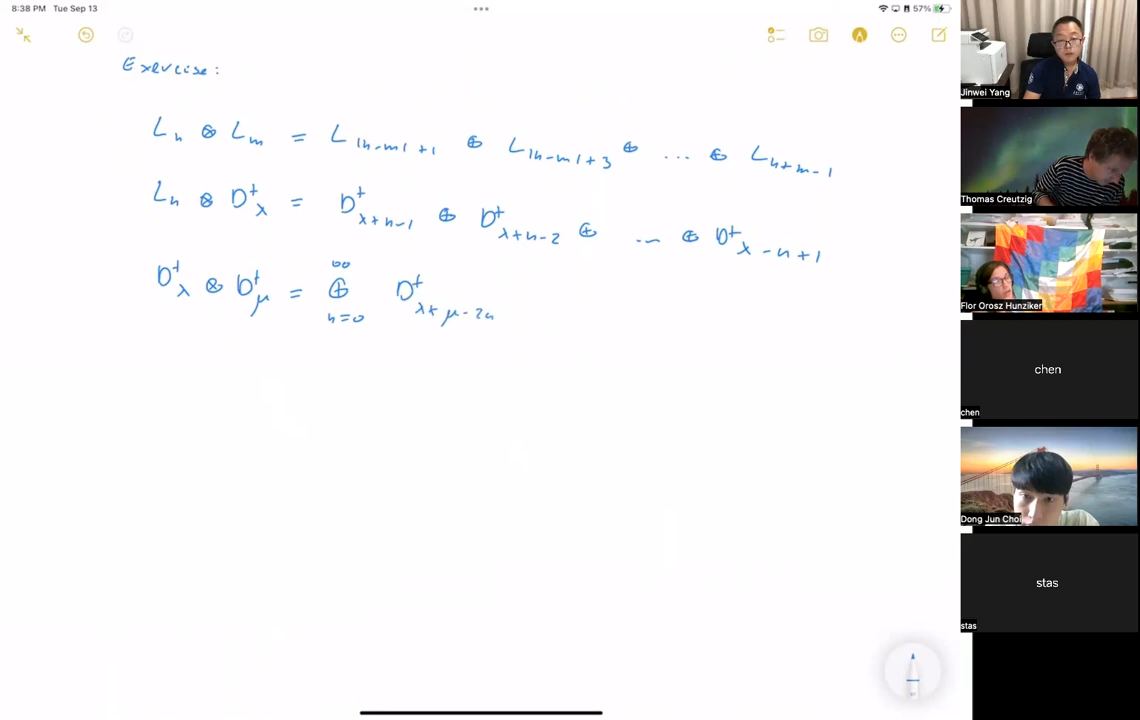 8:38 PM Tue Sep 13
57%
Exercise:
L_n ⊗ L_m = L_{|n-m|+1} ⊕ L_{|n-m|+3} ⊕ ... ⊕ L_{n+m-1}
L_n ⊗ D^+_λ = D^+_{λ+n-1} ⊕ D^+_{λ+n-2} ⊕ ... ⊕ D^+_{λ-n+1}
D^+_λ ⊗ D^+_μ = ⊕_{n=0}^∞ D^+_{λ+μ-2n}
Jinwei Yang
Thomas Creutzig
Flor Orosz Hunziker
chen
chen
Dong Jun Choi
stas
stas